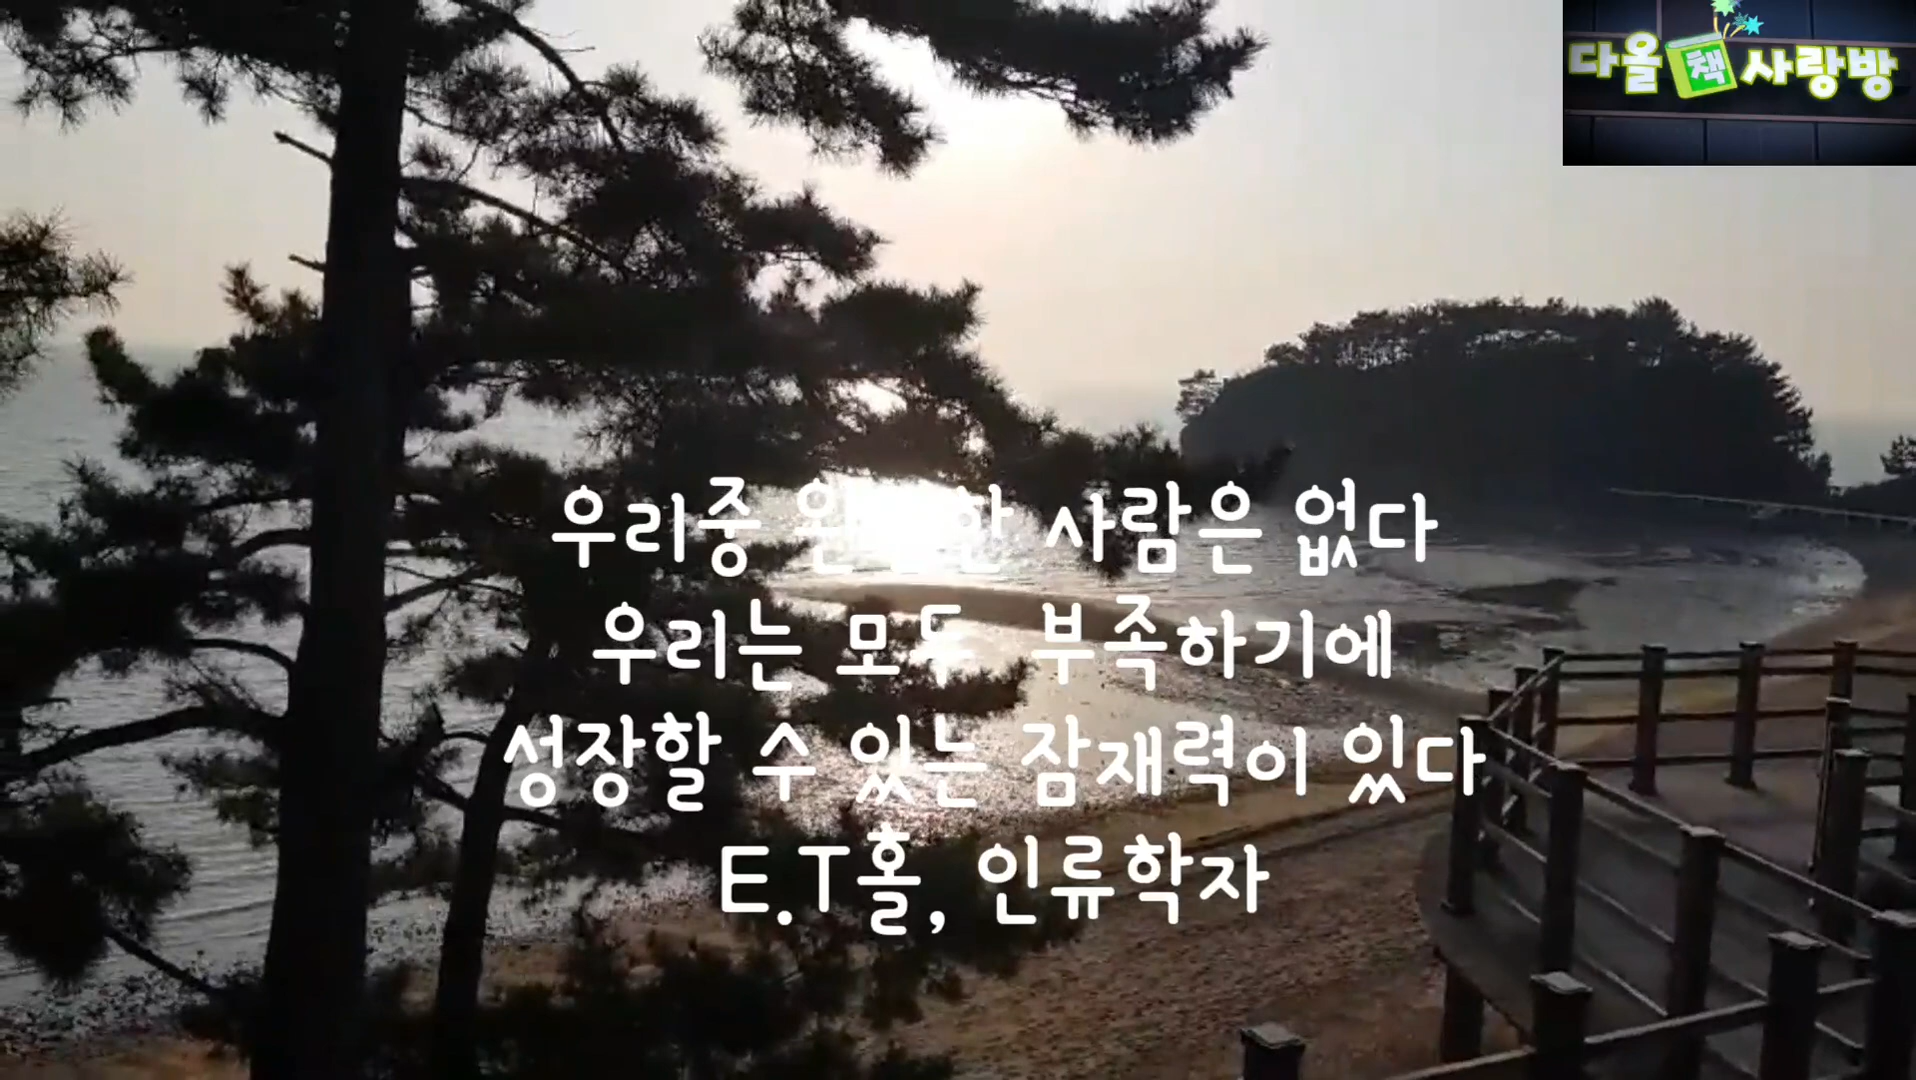 다올 책 사랑방
우리중 사람은 없다
우리는 모두 부족하기에
성장할 수 있는 잠재력이 있다
E.T홀, 인류학자